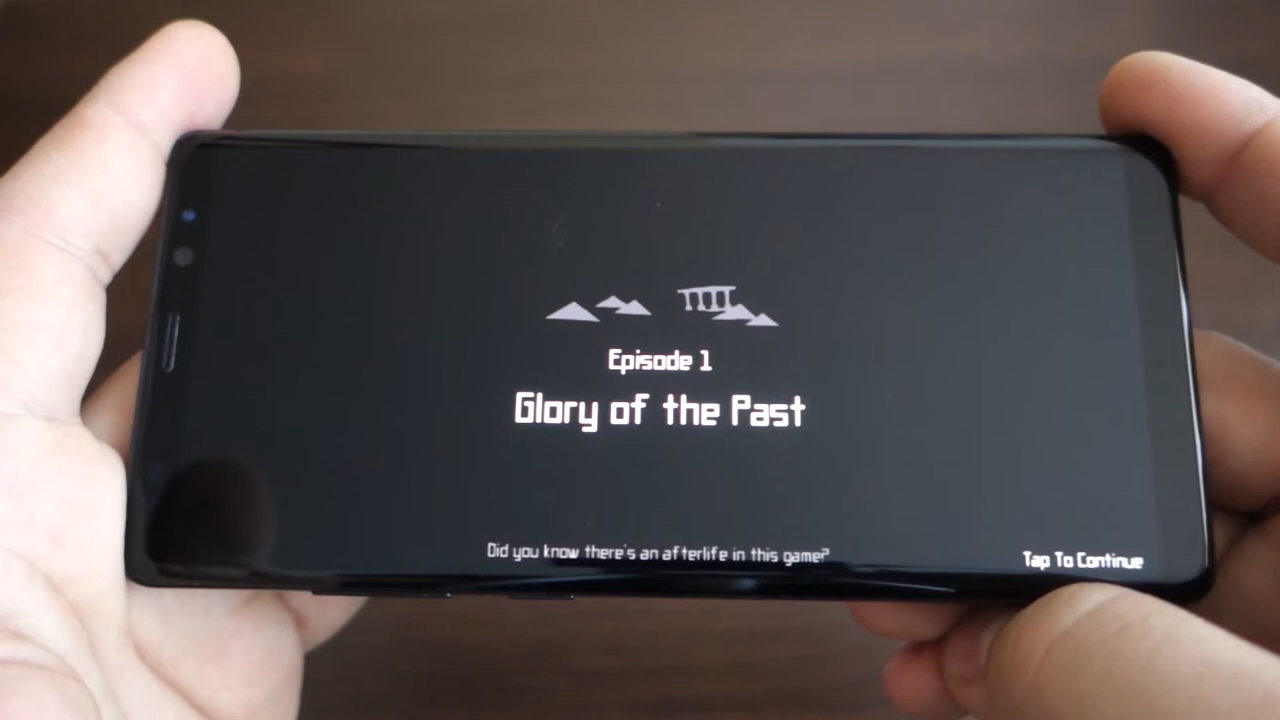 Episode 1
Glory of the Past
Did you know there's an afterlife in this game?
Tap To Continue